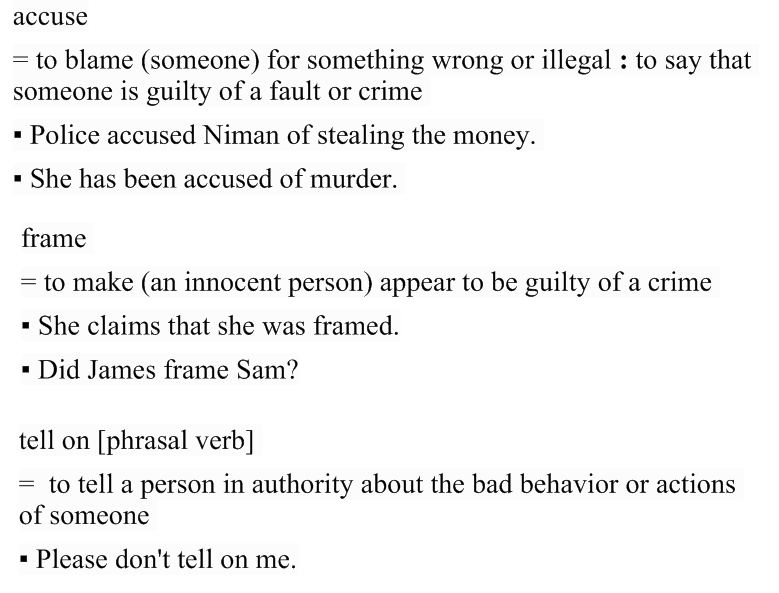 accuse
= to blame (someone) for something wrong or illegal : to say that
someone is guilty of a fault or crime
▪ Police accused Niman of stealing the money.
▪ She has been accused of murder.
frame
= to make (an innocent person) appear to be guilty of a crime
▪ She claims that she was framed.
▪ Did James frame Sam?
tell on [phrasal verb]
= to tell a person in authority about the bad behavior or actions
of someone
▪ Please don't tell on me.